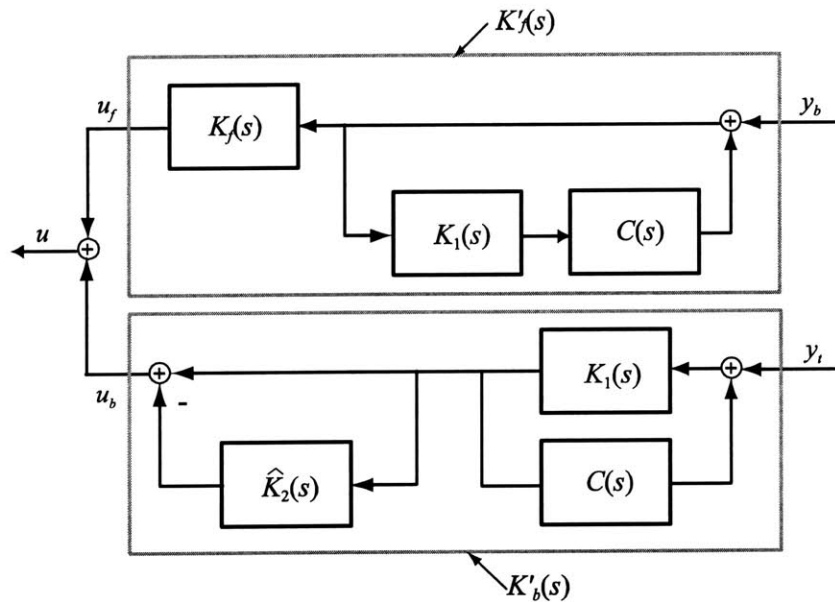 K'f(s)
uf
Kf(s)
yb
K1(s)
C(s)
u
ub
K1(s)
yt
-
K̂2(s)
C(s)
K'b(s)